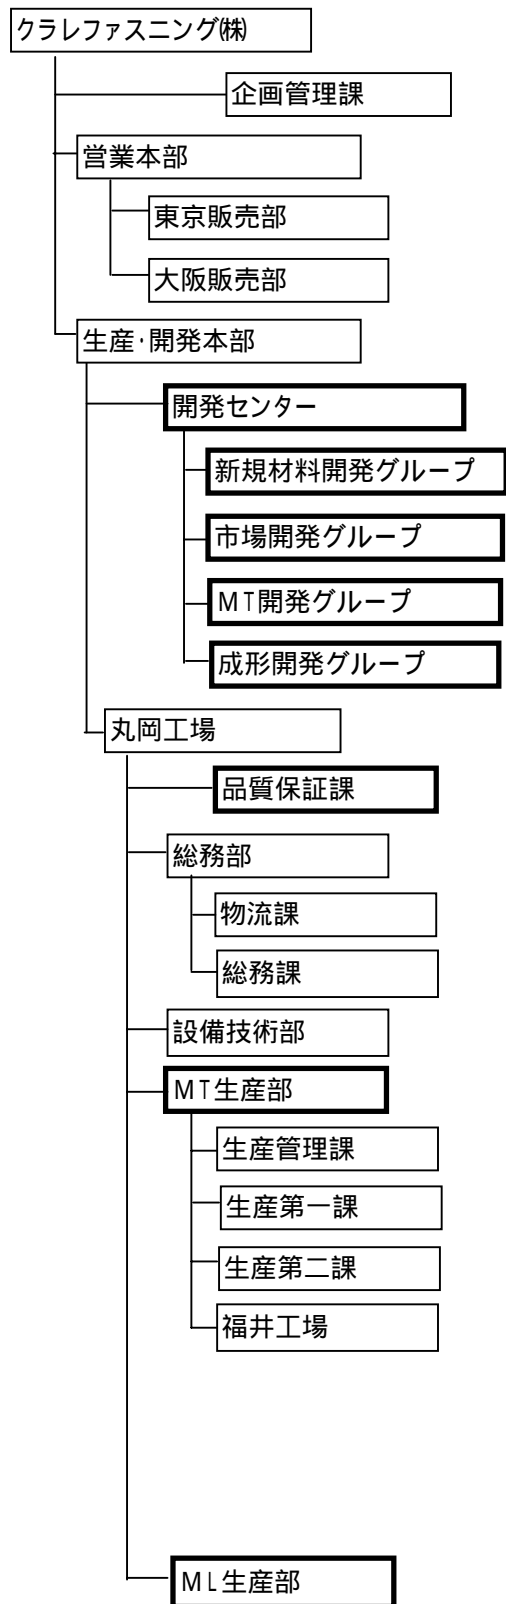 クラレファスニング㈱
企画管理課
営業本部
東京販売部
大阪販売部
生産・開発本部
開発センター
新規材料開発グループ
市場開発グループ
MT開発グループ
成形開発グループ
丸岡工場
品質保証課
総務部
物流課
総務課
設備技術部
MT生産部
生産管理課
生産第一課
生産第二課
福井工場
ML生産部